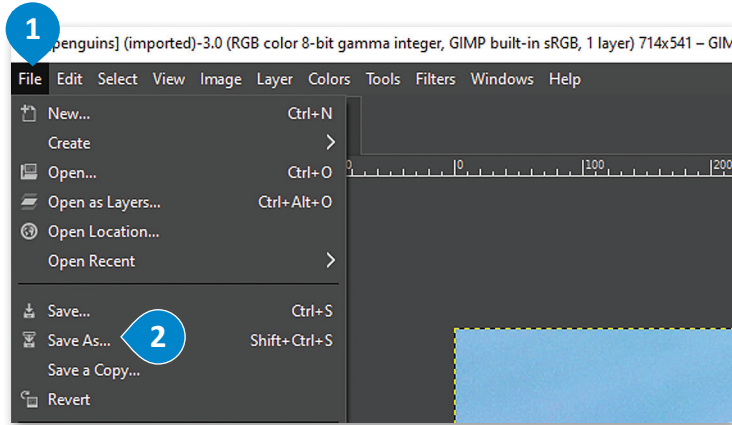 1
penguins] (imported)-3.0 (RGB color 8-bit gamma integer, GIMP built-in sRGB, 1 layer) 714x541 – GIM
File Edit Select View Image Layer Colors Tools Filters Windows Help
New... Ctrl+N
Create
Open... Ctrl+O
0 100 200
Open as Layers... Ctrl+Alt+O
Open Location...
Open Recent
Save... Ctrl+S
Save As... 2 Shift+Ctrl+S
Save a Copy...
Revert